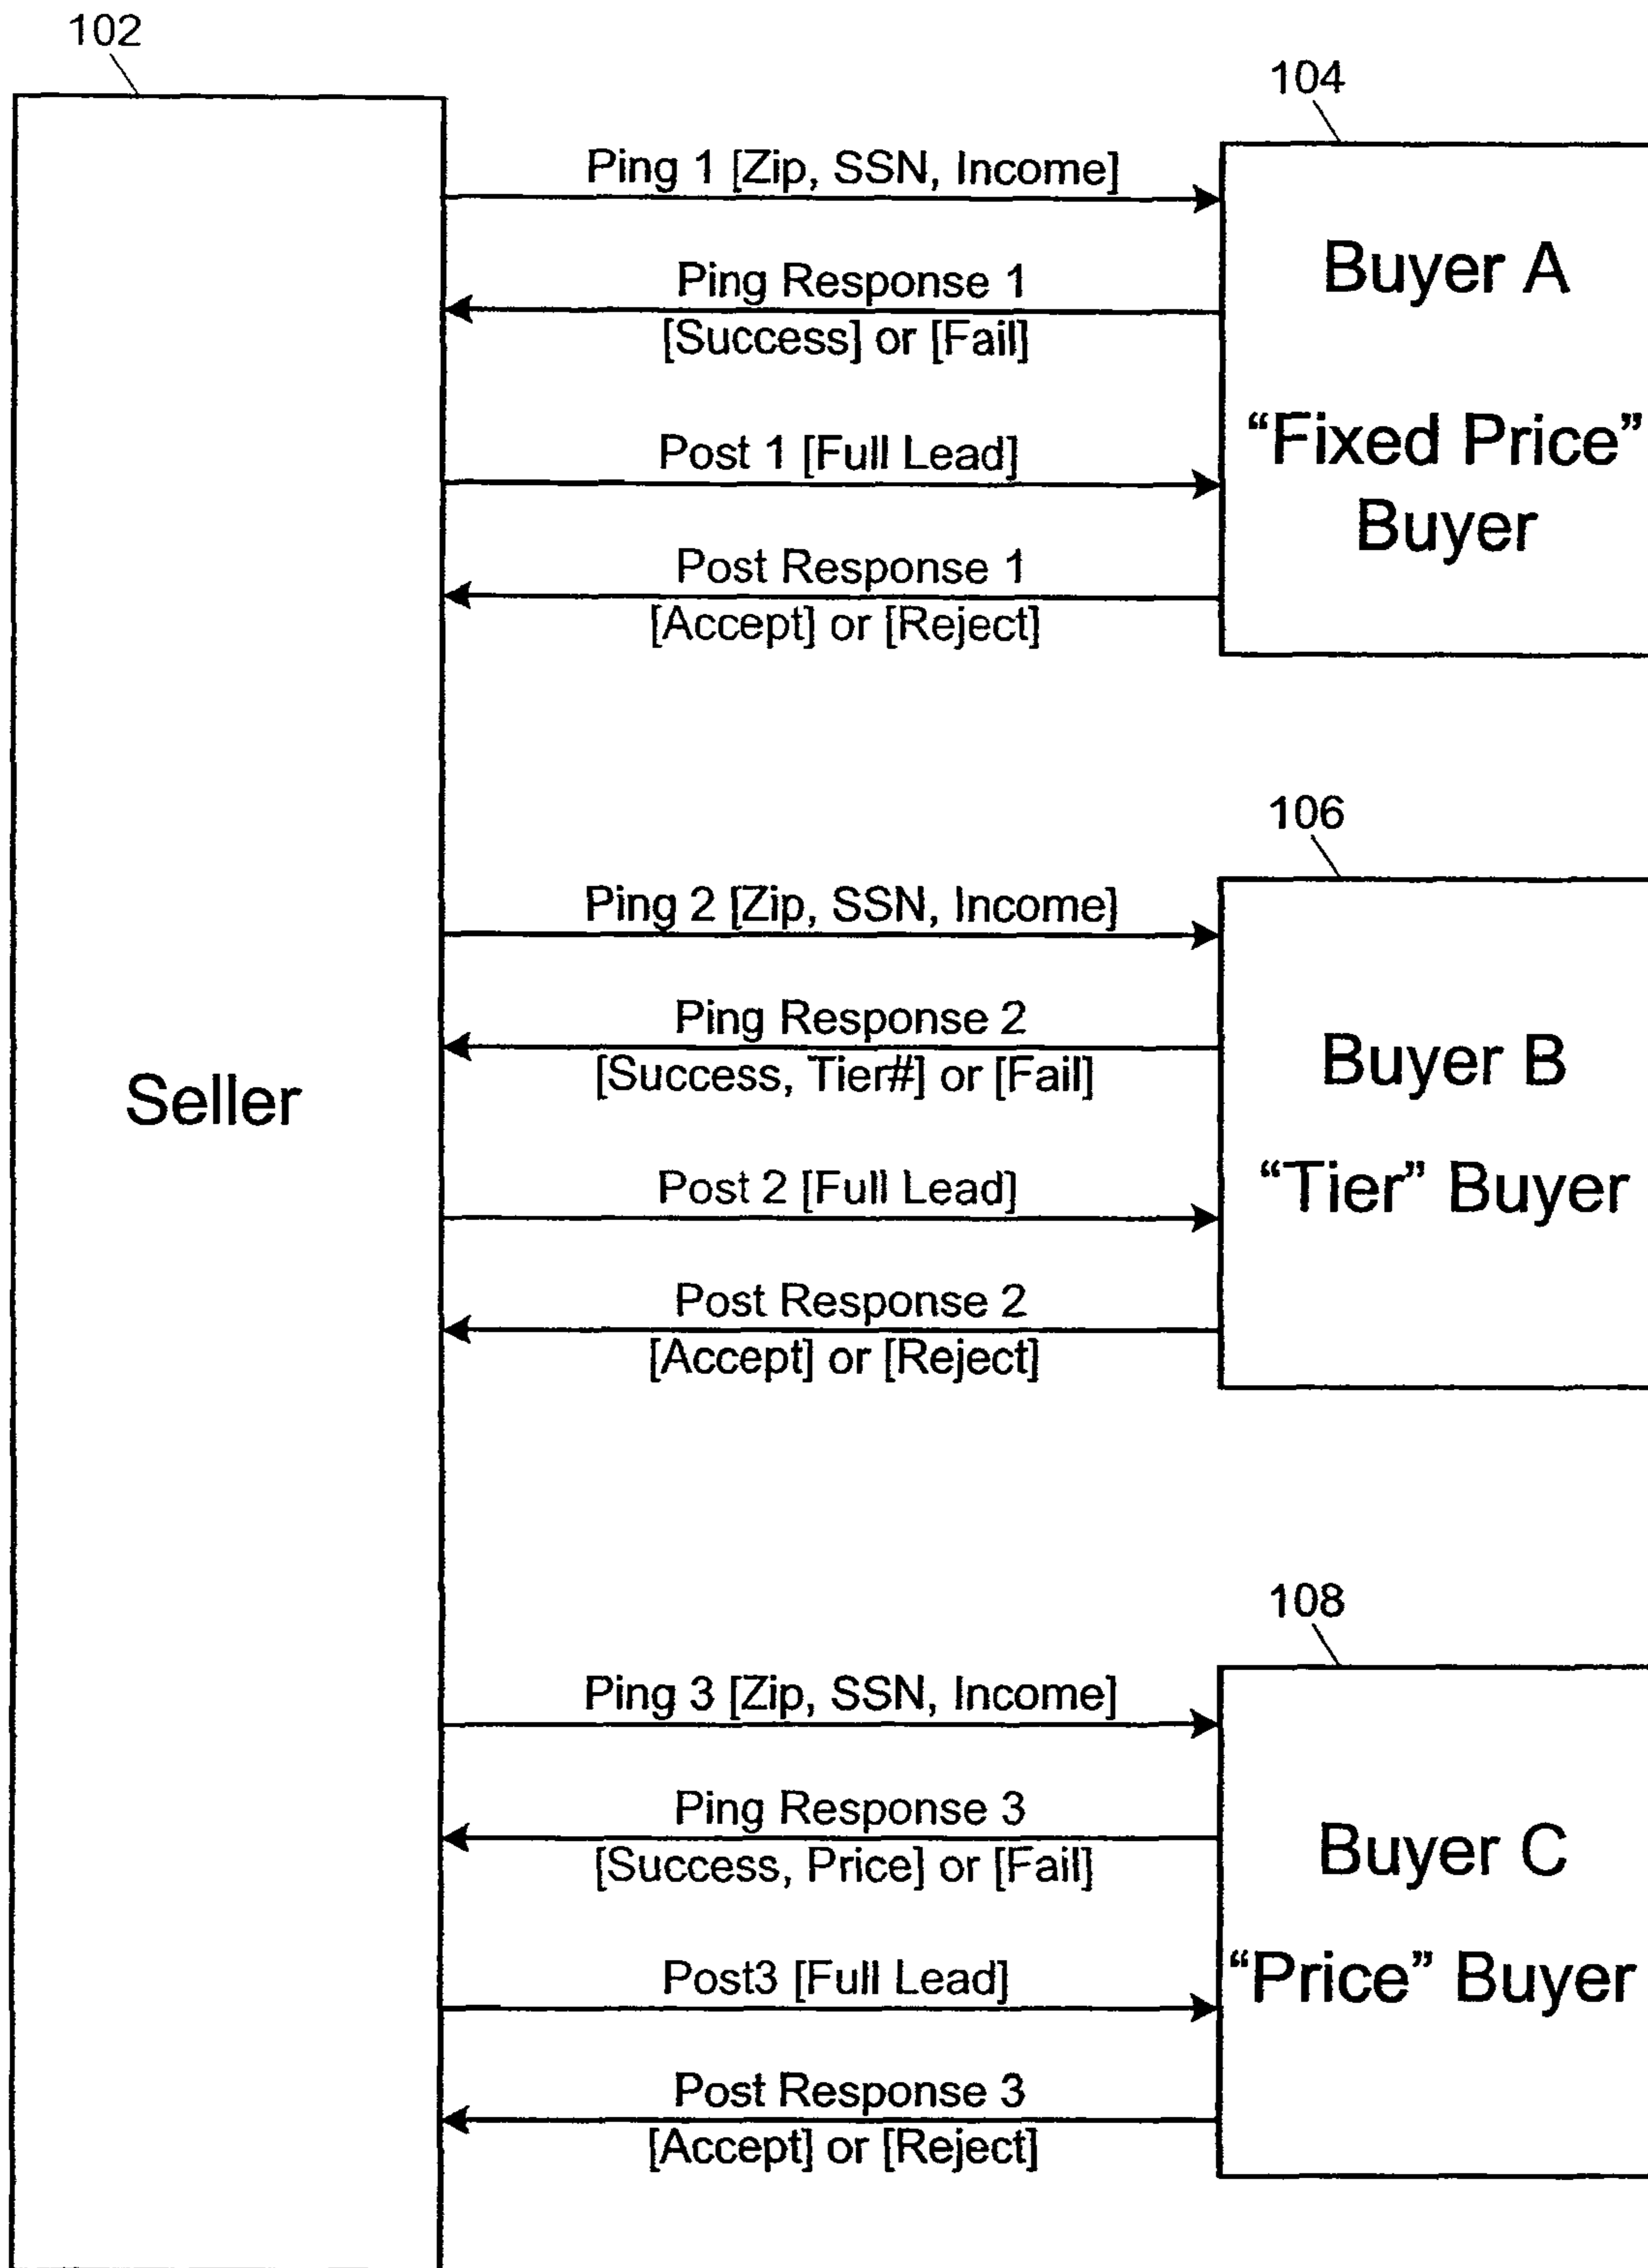 102
Seller
104
Ping 1 [Zip, SSN, Income]
Ping Response 1
[Success] or [Fail]
Post 1 [Full Lead]
Post Response 1
[Accept] or [Reject]
Buyer A
“Fixed Price”
Buyer
106
Ping 2 [Zip, SSN, Income]
Ping Response 2
[Success, Tier#] or [Fail]
Post 2 [Full Lead]
Post Response 2
[Accept] or [Reject]
Buyer B
“Tier” Buyer
108
Ping 3 [Zip, SSN, Income]
Ping Response 3
[Success, Price] or [Fail]
Post3 [Full Lead]
Post Response 3
[Accept] or [Reject]
Buyer C
“Price” Buyer